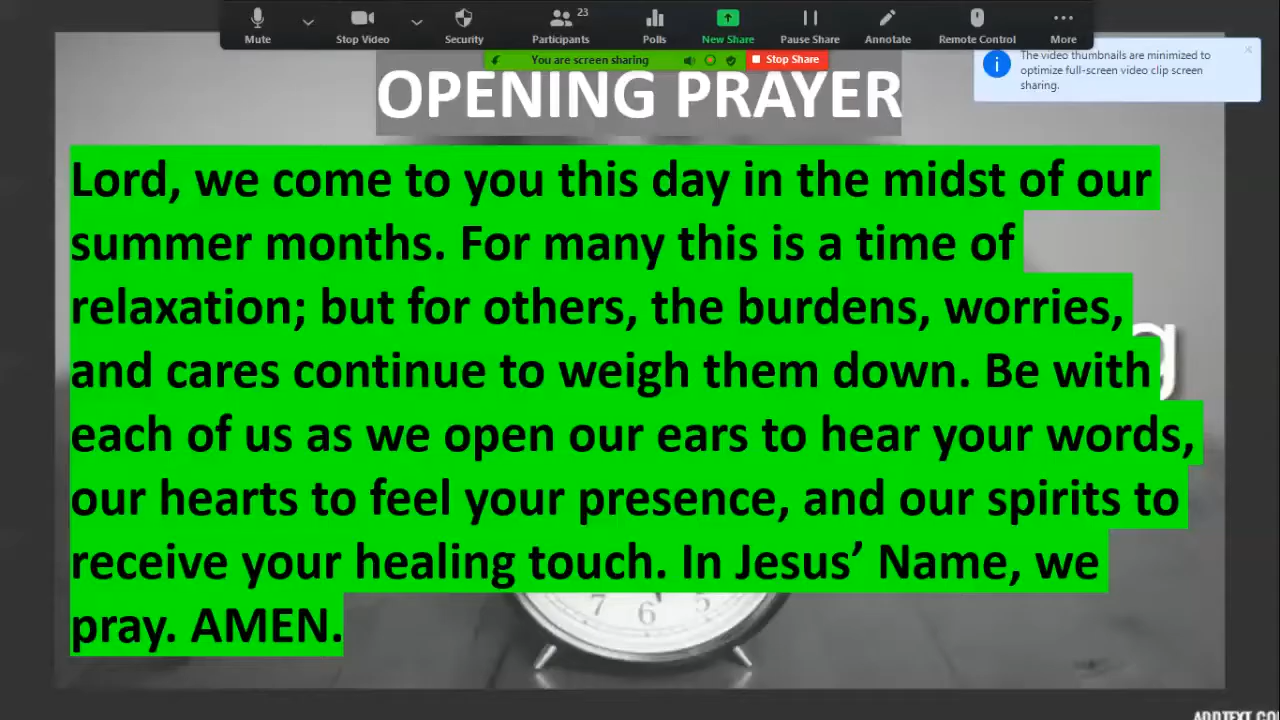 23
Mute
Stop Video
Security
Participants
Polls
New Share
Pause Share
Annotate
Remote Control
More
You are screen sharing
Stop Share
The video thumbnails are minimized to
optimize full-screen video clip screen
sharing.
OPENING PRAYER
Lord, we come to you this day in the midst of our
summer months. For many this is a time of
relaxation; but for others, the burdens, worries,
and cares continue to weigh them down. Be with
each of us as we open our ears to hear your words,
our hearts to feel your presence, and our spirits to
receive your healing touch. In Jesus’ Name, we
pray. AMEN.
g
7 6 5